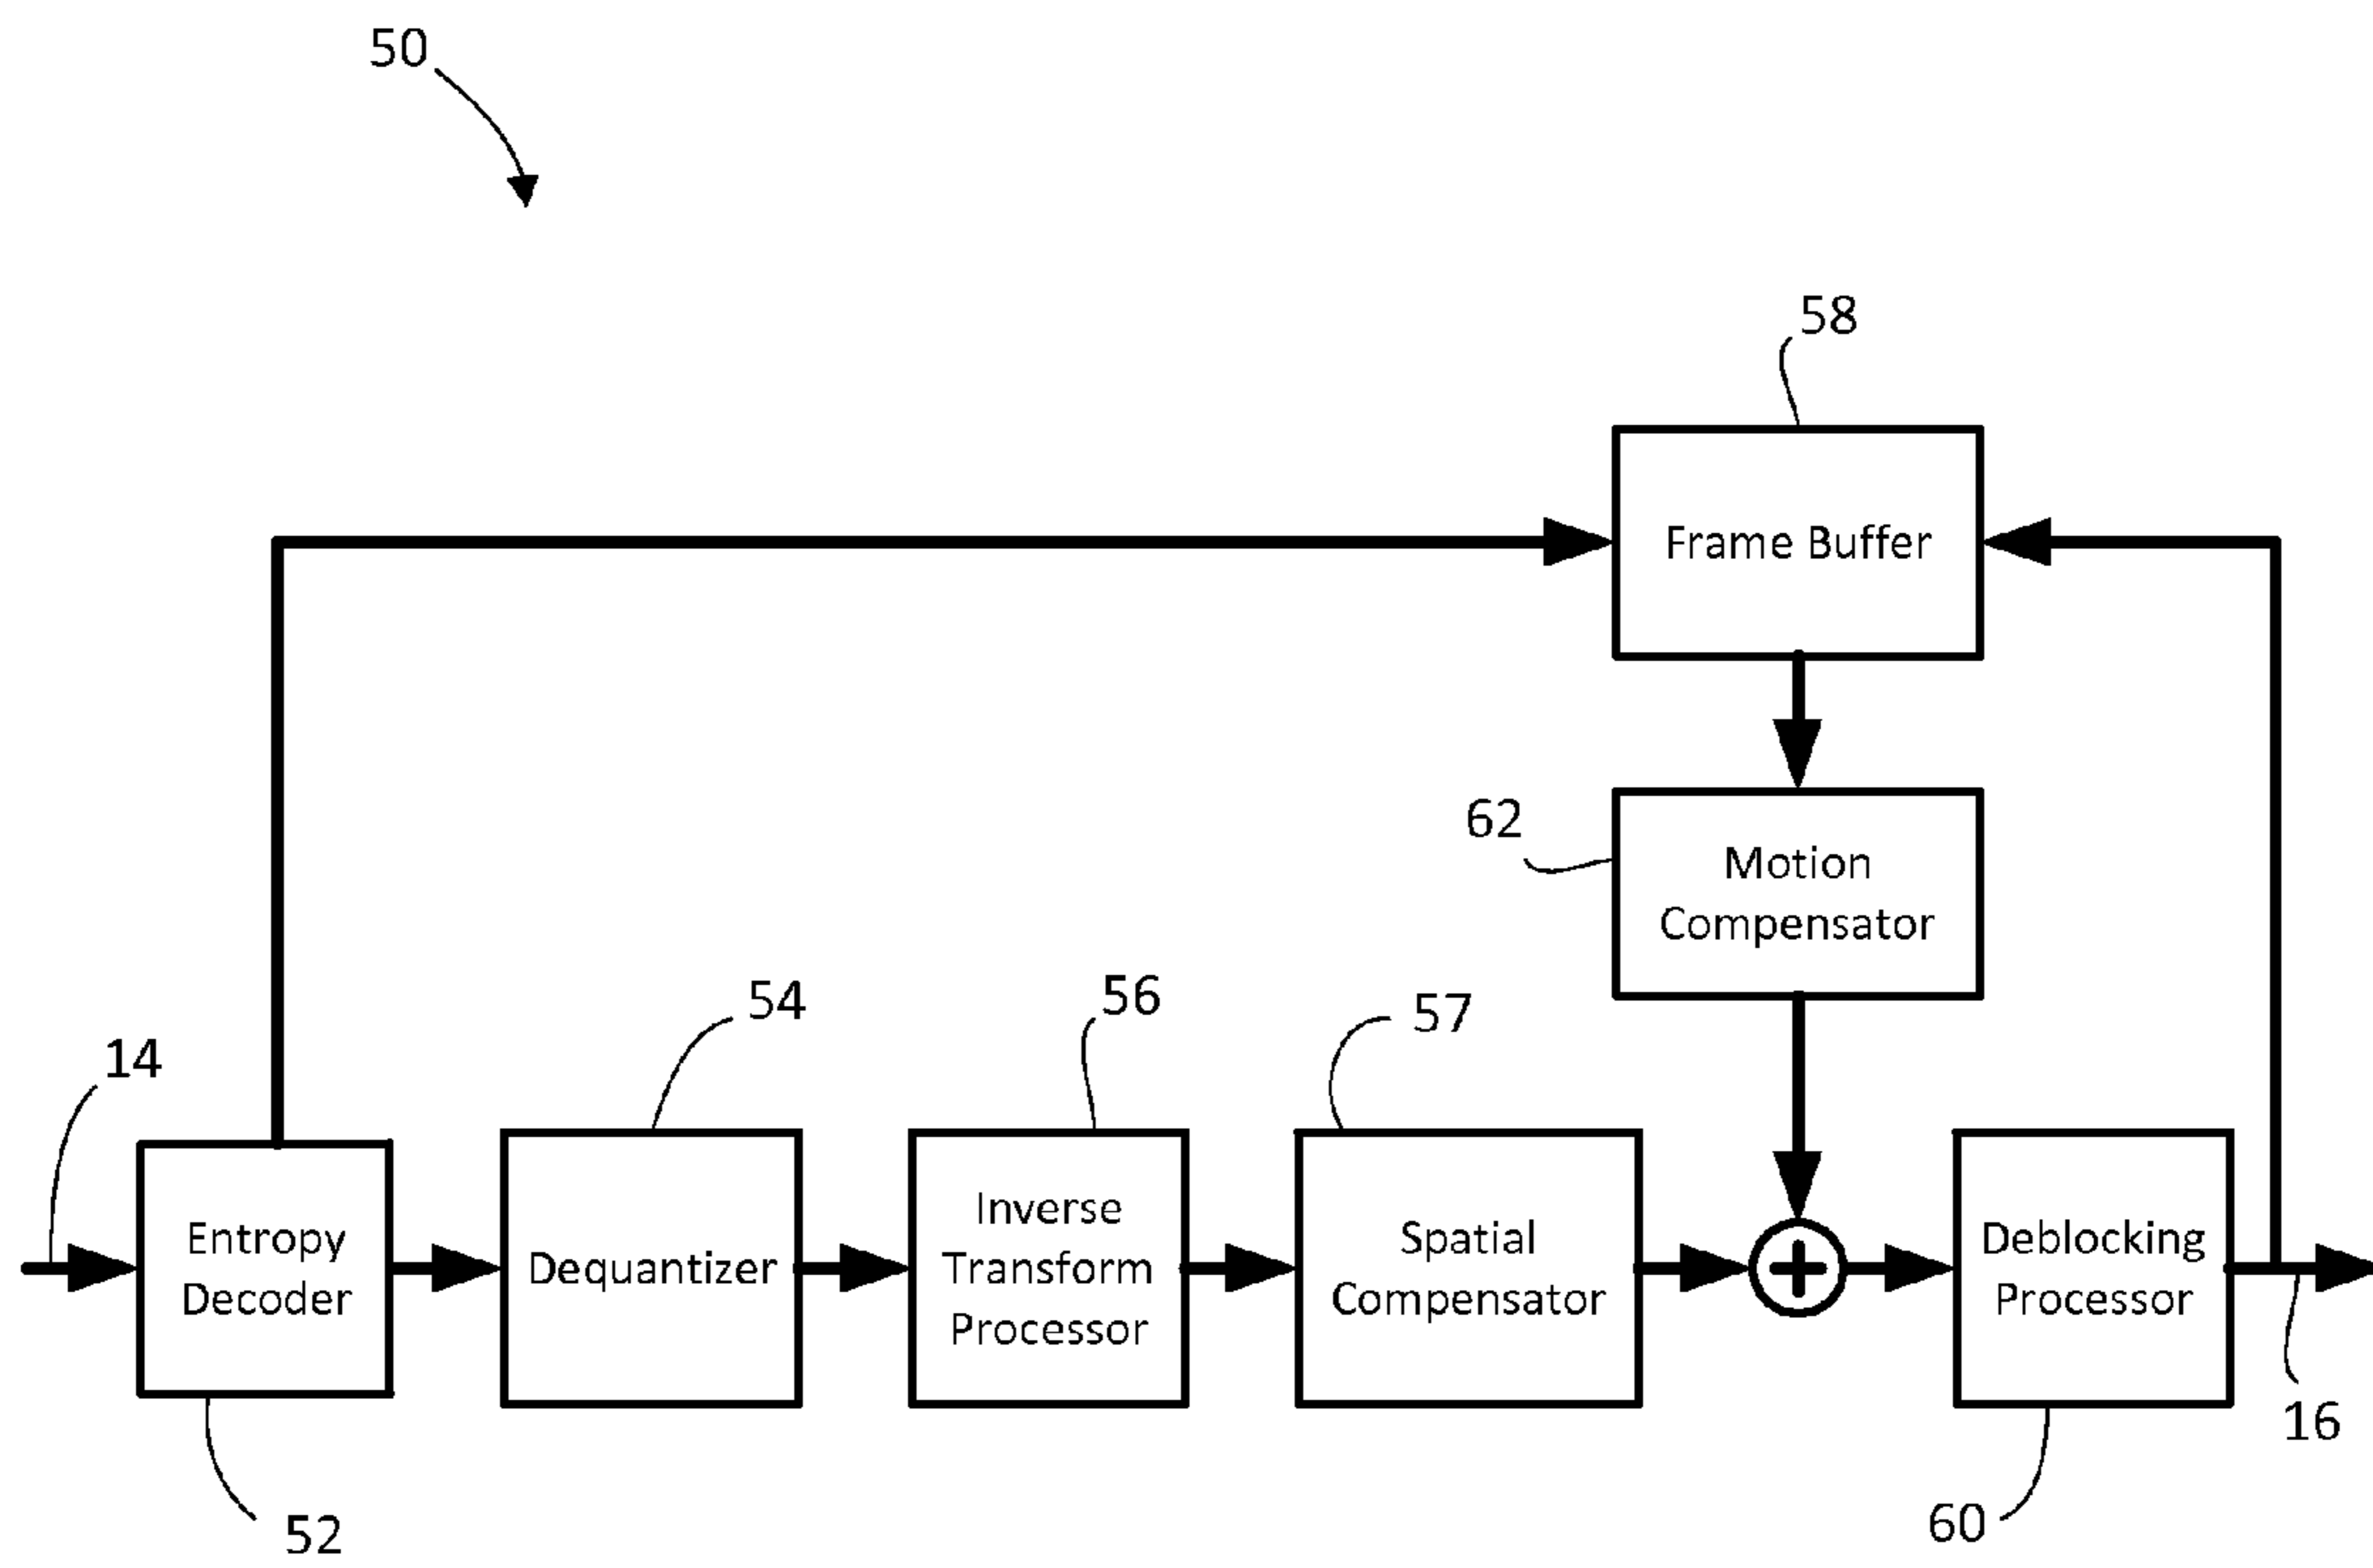 50
58
Frame Buffer
62
Motion
Compensator
54
56
57
14
Entropy
Decoder
Dequantizer
Inverse
Transform
Processor
Spatial
Compensator
Deblocking
Processor
16
52
60